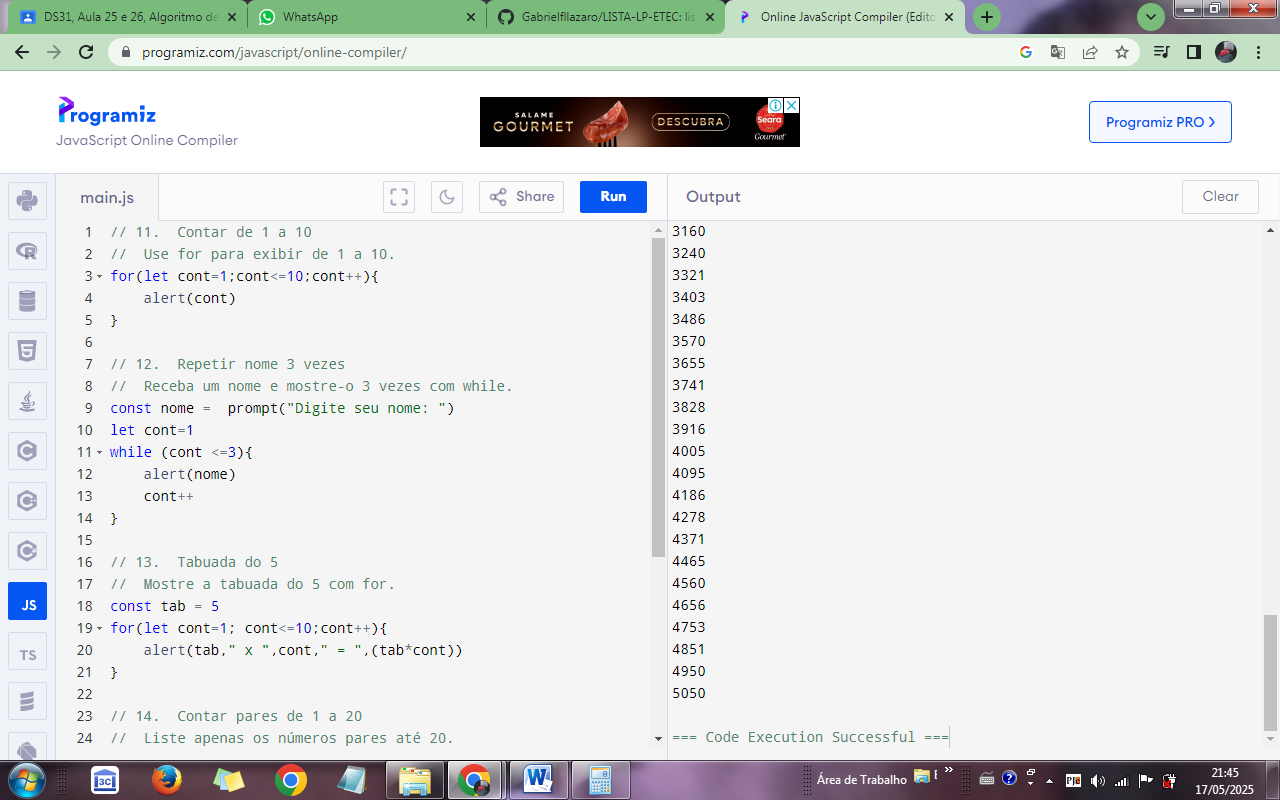 DS31, Aula 25 e 26, Algoritmo de
WhatsApp
Gabrielfllazaro/LISTA-LP-ETEC: lis
Online JavaScript Compiler (Edito
programiz.com/javascript/online-compiler/
Programiz
JavaScript Online Compiler
SALAME
GOURMET
DESCUBRA
Seara
Gourmet
Programiz PRO
main.js
Share
Run
Output
Clear
1 // 11.  Contar de 1 a 10
2 //  Use for para exibir de 1 a 10.
3 for(let cont=1;cont<=10;cont++){
4     alert(cont)
5 }
6
7 // 12.  Repetir nome 3 vezes
8 //  Receba um nome e mostre-o 3 vezes com while.
9 const nome =  prompt("Digite seu nome: ")
10 let cont=1
11 while (cont <=3){
12     alert(nome)
13     cont++
14 }
15
16 // 13.  Tabuada do 5
17 //  Mostre a tabuada do 5 com for.
18 const tab = 5
19 for(let cont=1; cont<=10;cont++){
20     alert(tab," x ",cont," = ",(tab*cont))
21 }
22
23 // 14.  Contar pares de 1 a 20
24 //  Liste apenas os números pares até 20.
3160
3240
3321
3403
3486
3570
3655
3741
3828
3916
4005
4095
4186
4278
4371
4465
4560
4656
4753
4851
4950
5050
=== Code Execution Successful ===
JS
TS
3C
W
Área de Trabalho
PJe
21:45
17/05/2025